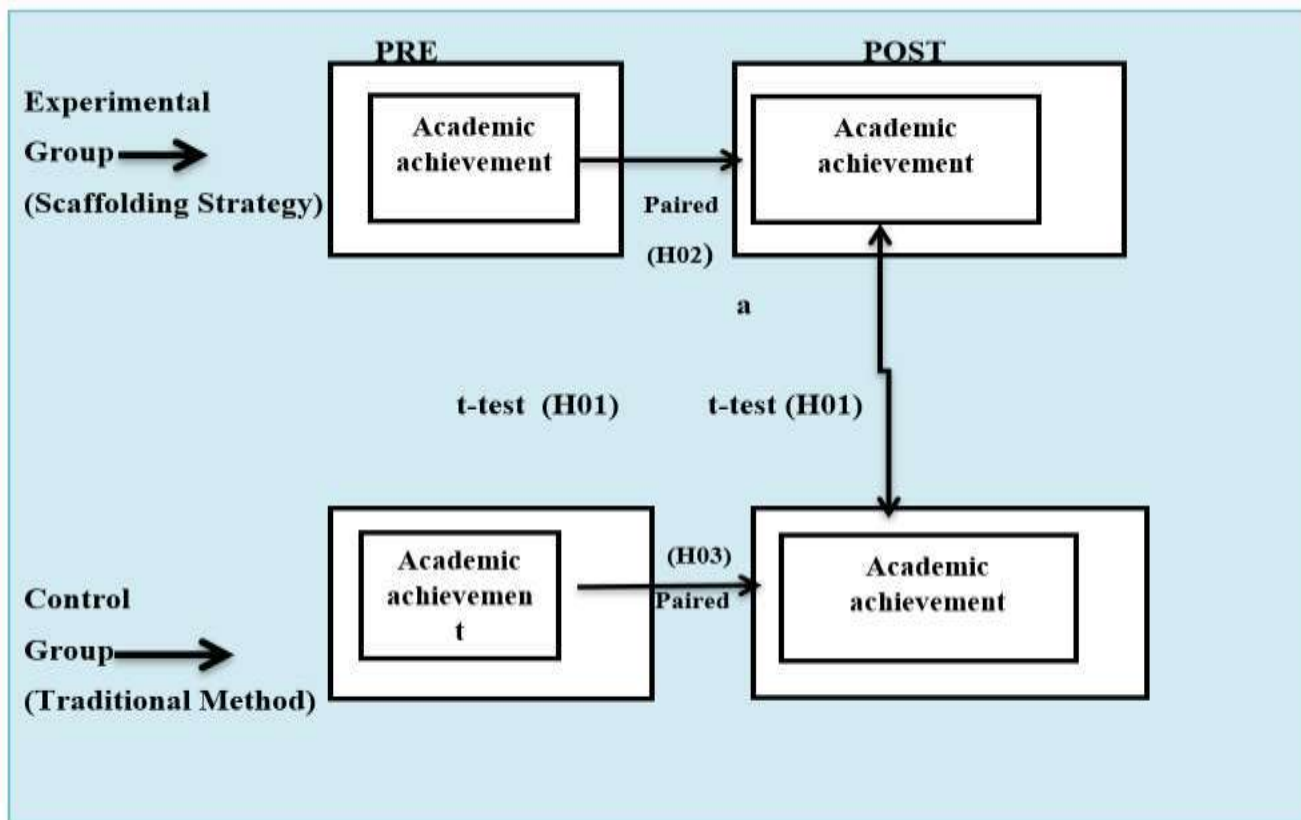 PRE
POST
Experimental
Group
(Scaffolding Strategy)
Academic
achievement
Paired
(H02)
a
Academic
achievement
t-test (H01)
t-test (H01)
Control
Group
(Traditional Method)
Academic
achievemen
t
(H03)
Paired
Academic
achievement